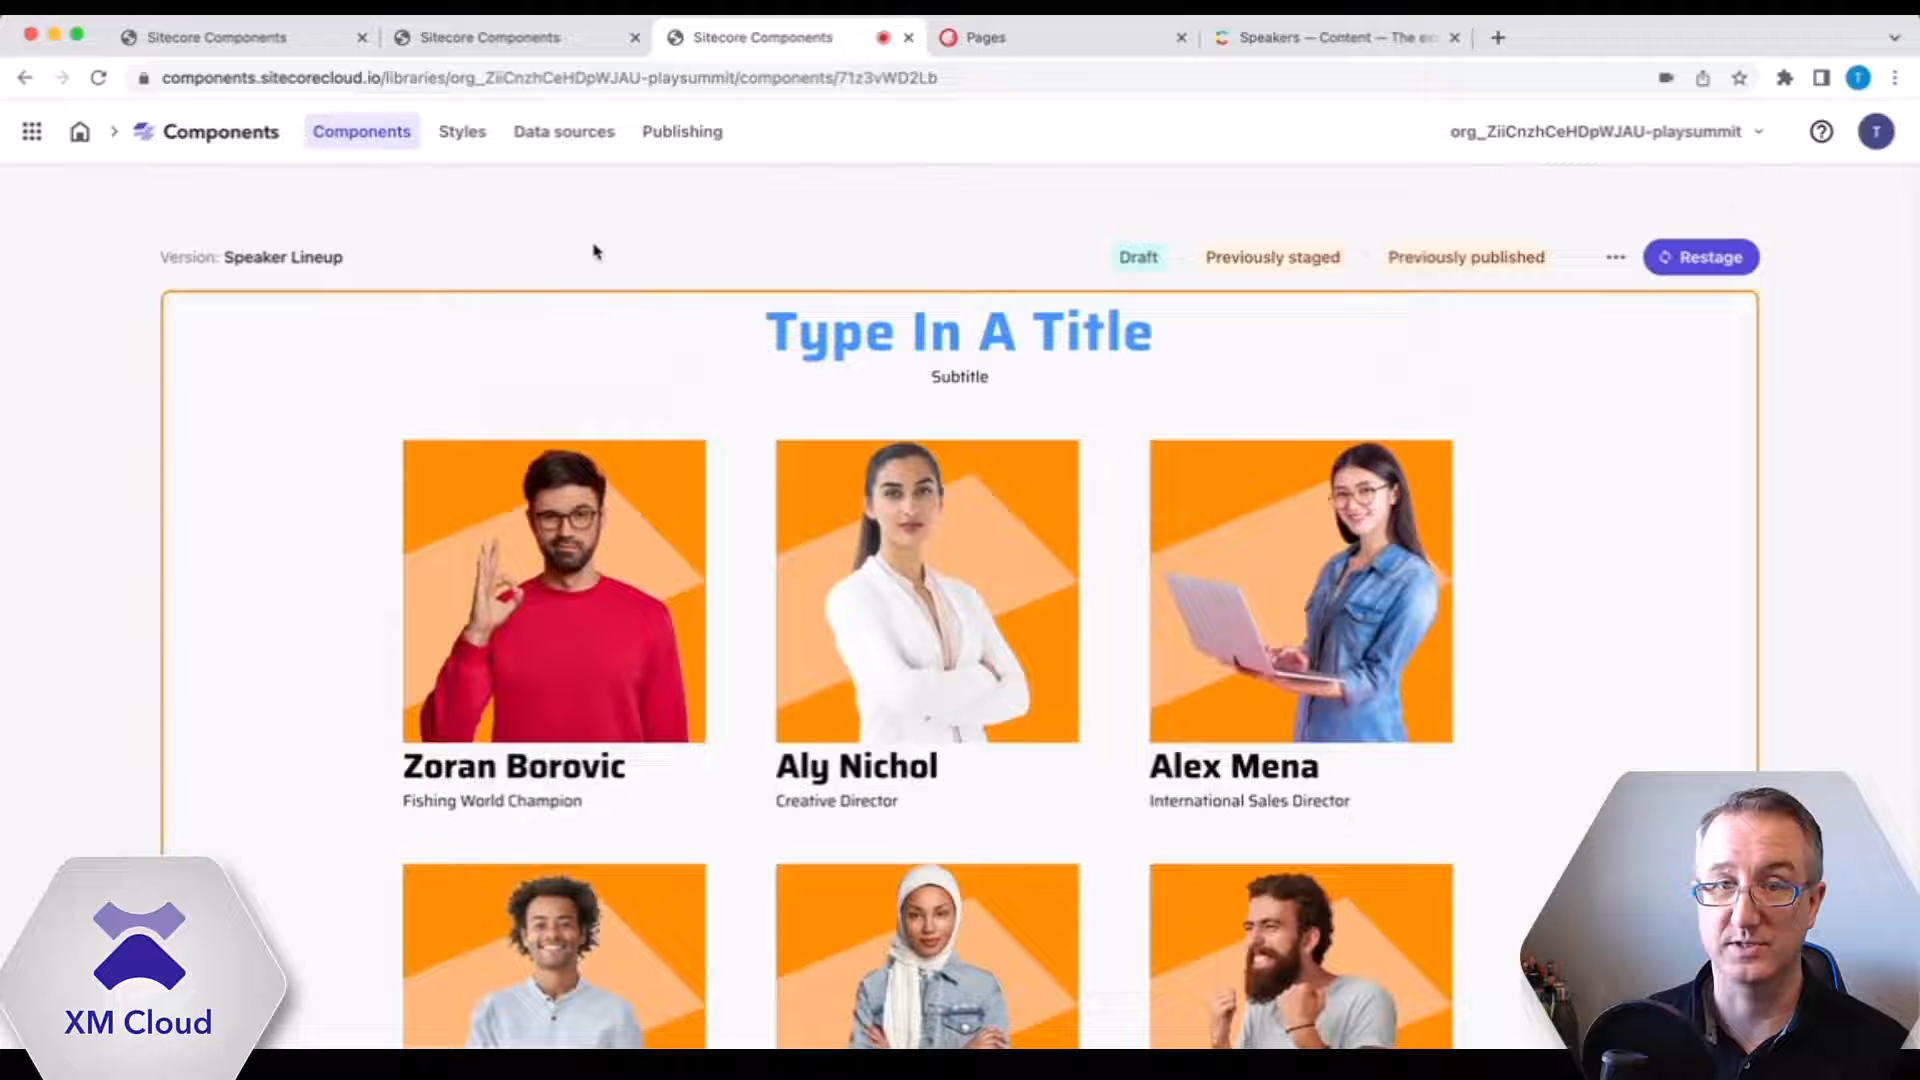 Sitecore Components
Sitecore Components
Sitecore Components
Pages
Speakers — Content — The ex
components.sitecorecloud.io/libraries/org_ZiiCnzhCeHDpWJAU-playsummit/components/71z3vWD2Lb
T
Components
Components
Styles
Data sources
Publishing
org_ZiiCnzhCeHDpWJAU-playsummit
T
Version: Speaker Lineup
Draft
Previously staged
Previously published
Restage
Type In A Title
Subtitle
Zoran Borovic
Fishing World Champion
Aly Nichol
Creative Director
Alex Mena
International Sales Director
XM Cloud